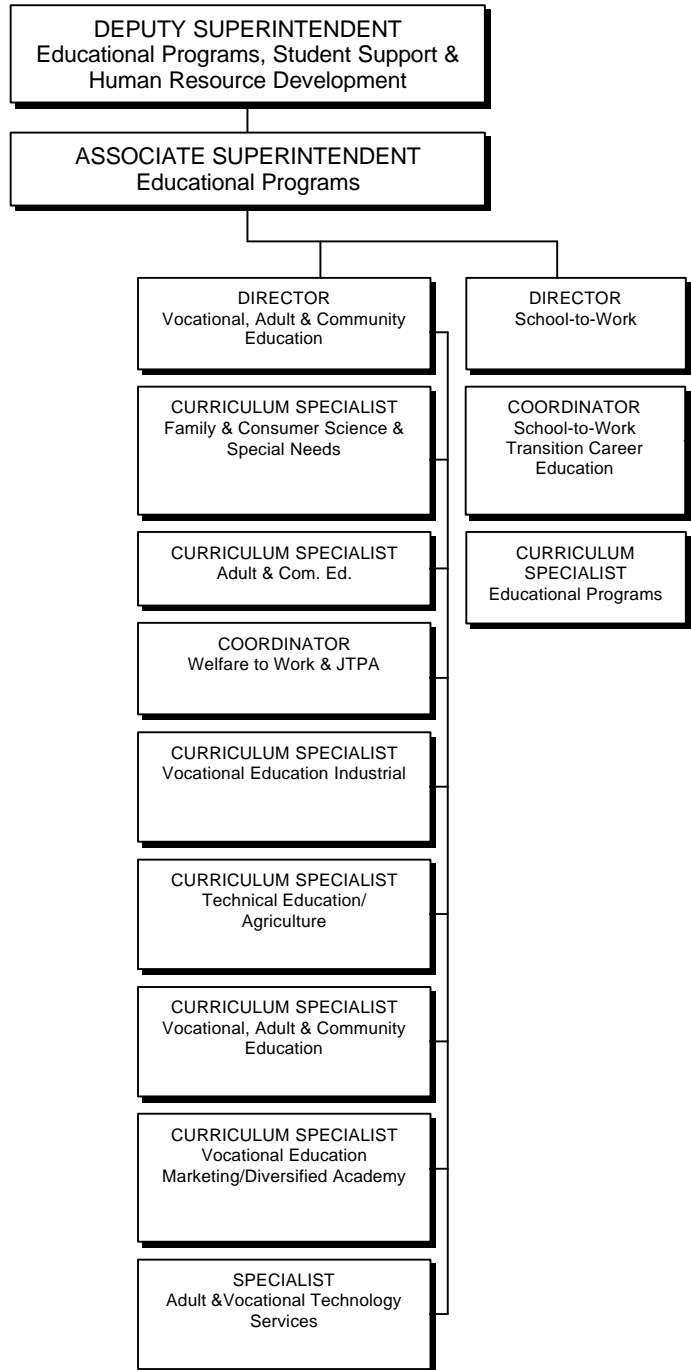 DEPUTY SUPERINTENDENT
Educational Programs, Student Support &
Human Resource Development
ASSOCIATE SUPERINTENDENT
Educational Programs
DIRECTOR
Vocational, Adult & Community
Education
CURRICULUM SPECIALIST
Family & Consumer Science &
Special Needs
CURRICULUM SPECIALIST
Adult & Com. Ed.
COORDINATOR
Welfare to Work & JTPA
CURRICULUM SPECIALIST
Vocational Education Industrial
CURRICULUM SPECIALIST
Technical Education/
Agriculture
CURRICULUM SPECIALIST
Vocational, Adult & Community
Education
CURRICULUM SPECIALIST
Vocational Education
Marketing/Diversified Academy
SPECIALIST
Adult &Vocational Technology
Services
DIRECTOR
School-to-Work
COORDINATOR
School-to-Work
Transition Career
Education
CURRICULUM
SPECIALIST
Educational Programs